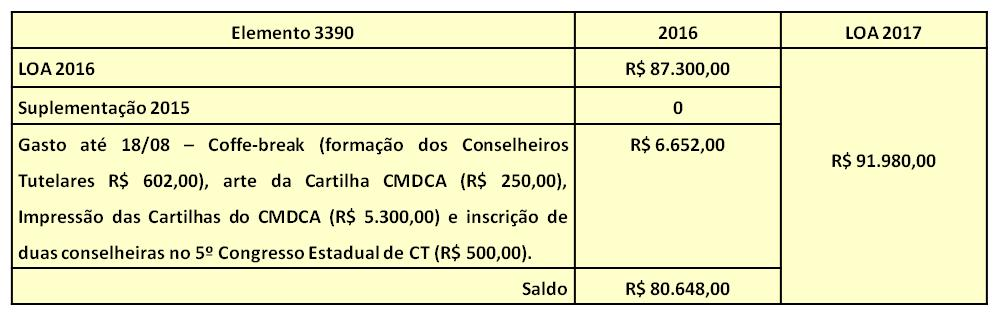 Elemento 3390 2016 LOA 2017
LOA 2016 R$ 87.300,00
Suplementação 2015 0
Gasto até 18/08 – Coffe-break (formação dos Conselheiros R$ 6.652,00
Tutelares R$ 602,00), arte da Cartilha CMDCA (R$ 250,00),
R$ 91.980,00
Impressão das Cartilhas do CMDCA (R$ 5.300,00) e inscrição de
duas conselheiras no 5º Congresso Estadual de CT (R$ 500,00).
Saldo R$ 80.648,00